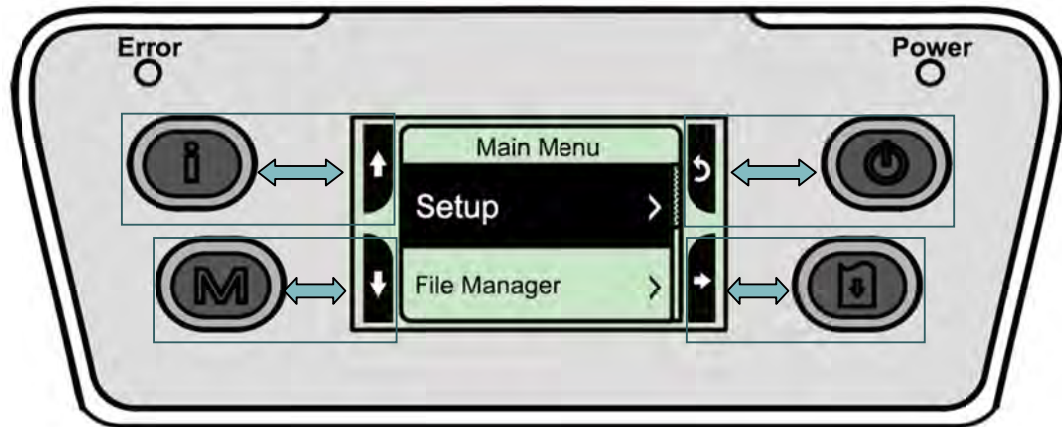 Error
Power
i
Main Menu
Setup
File Manager
M